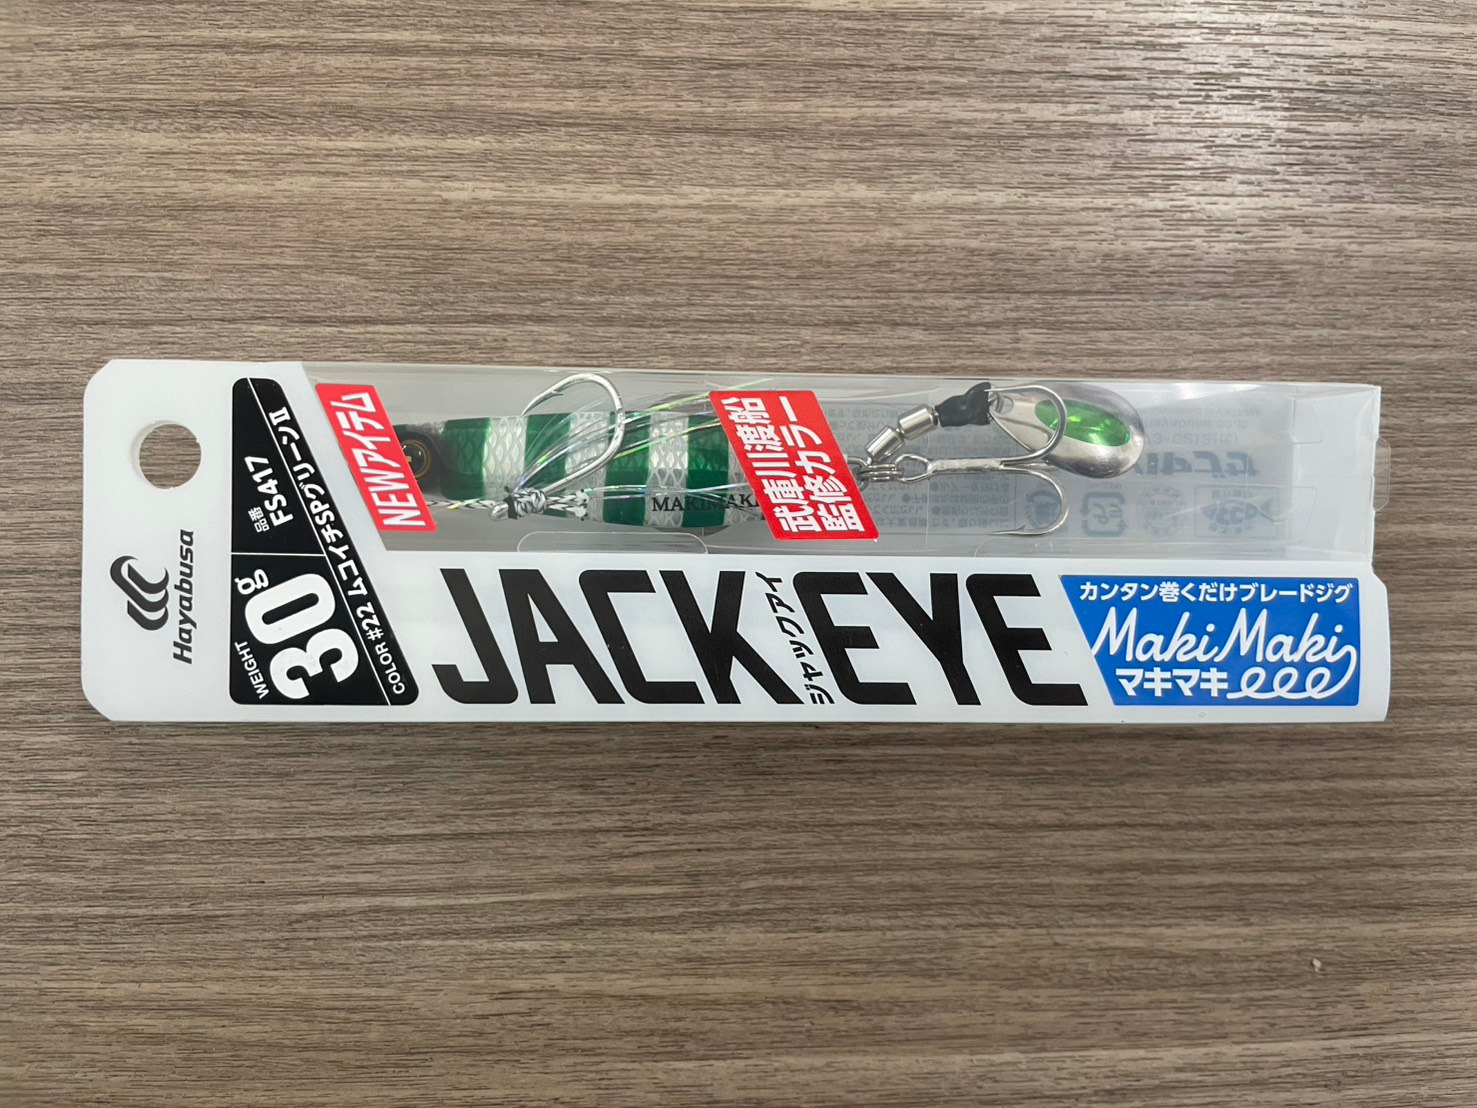 Hayabusa
品番
FS417
WEIGHT
30g
COLOR#22 ムコイチSPグリーンⅡ
NEWアイテム
武庫川渡船
監修カラー
JACK EYE
ジャックアイ
カンタン巻くだけブレードジグ
Maki Maki
マキマキ